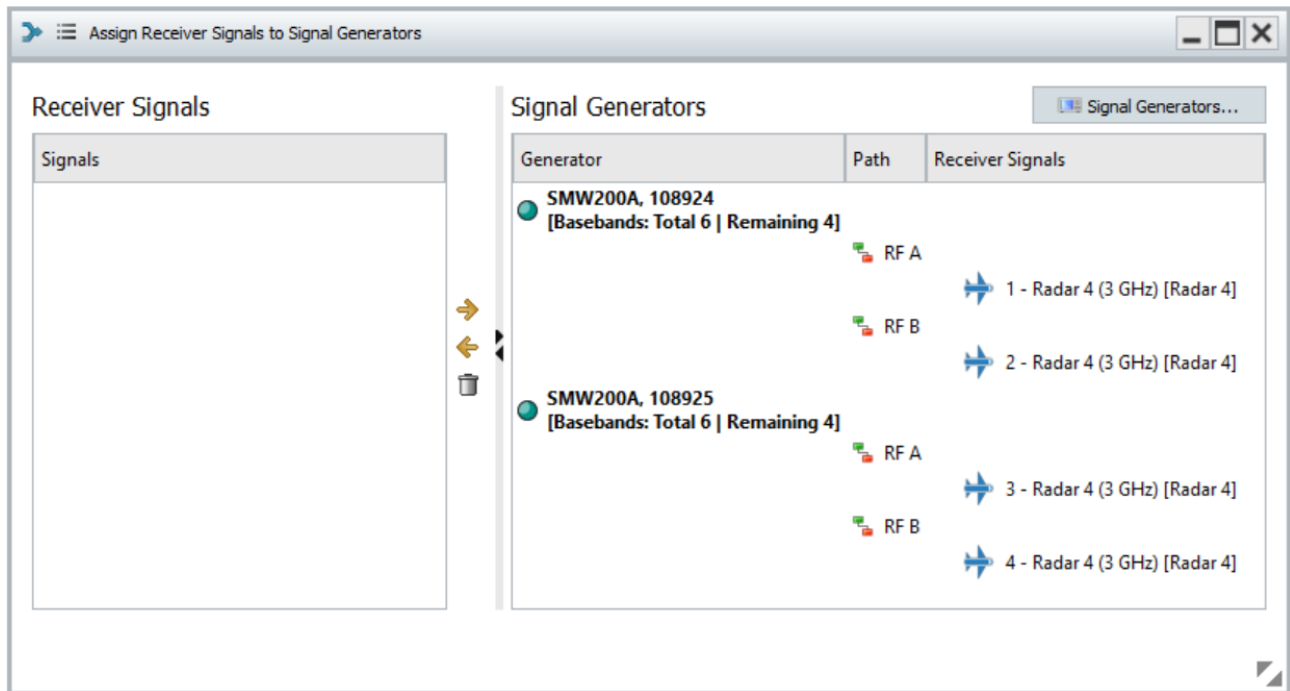 Assign Receiver Signals to Signal Generators
Receiver Signals
Signals
Signal Generators
Signal Generators...
Generator
Path
Receiver Signals
SMW200A, 108924
[Basebands: Total 6 | Remaining 4]
RF A
1 - Radar 4 (3 GHz) [Radar 4]
RF B
2 - Radar 4 (3 GHz) [Radar 4]
SMW200A, 108925
[Basebands: Total 6 | Remaining 4]
RF A
3 - Radar 4 (3 GHz) [Radar 4]
RF B
4 - Radar 4 (3 GHz) [Radar 4]